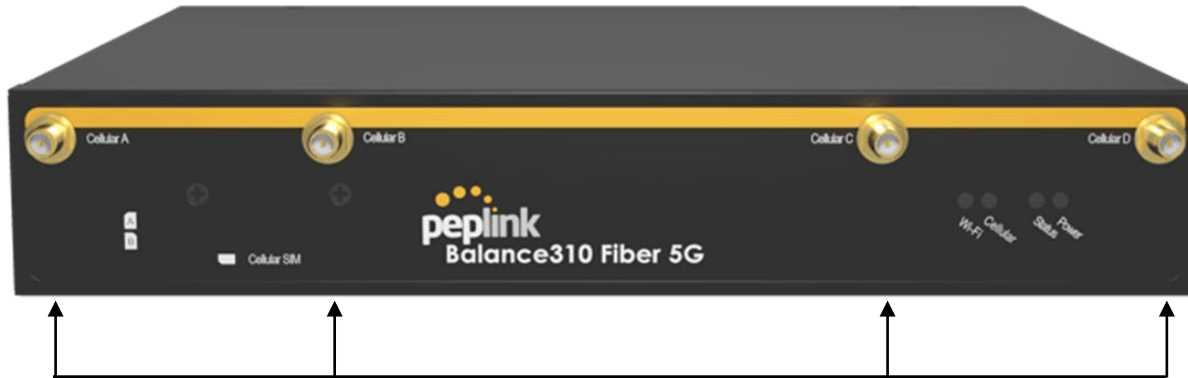 Cellular A
Cellular B
Cellular C
Cellular D
A
B
Cellular SIM
peplink
Balance310 Fiber 5G
Wi-Fi
Cellular
Status
Power